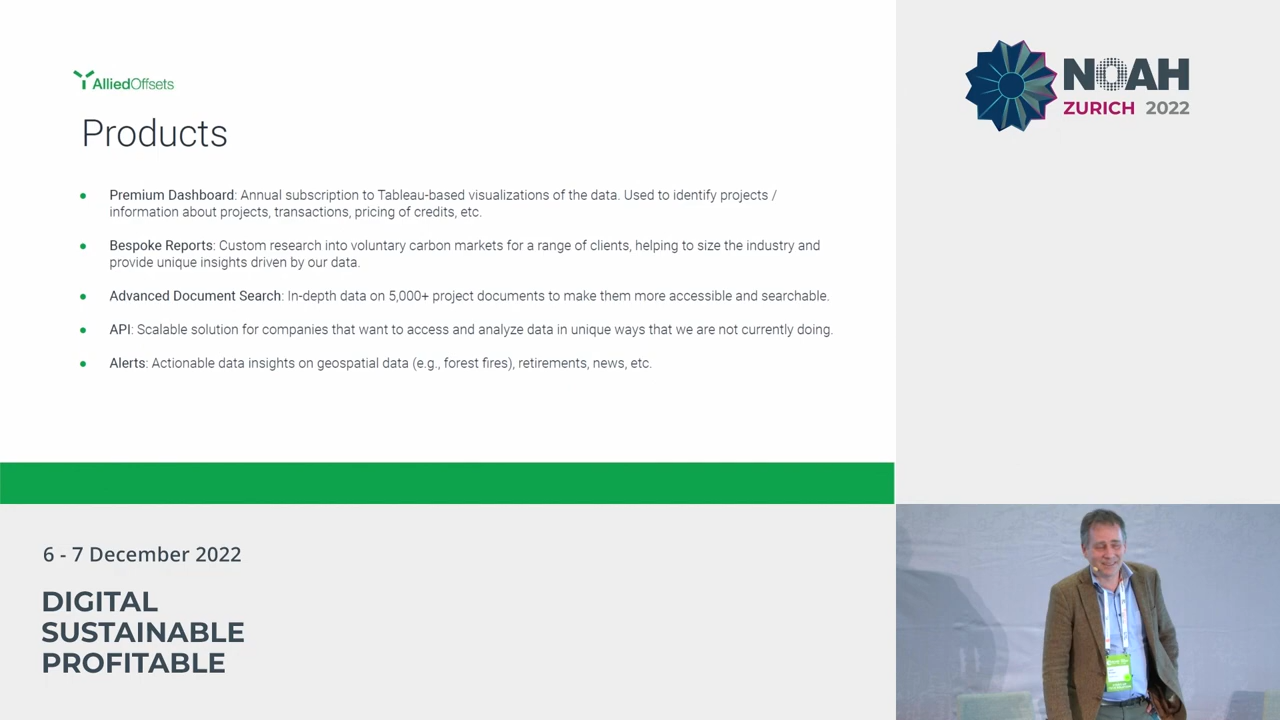 AlliedOffsets
Products
Premium Dashboard: Annual subscription to Tableau-based visualizations of the data. Used to identify projects /
information about projects, transactions, pricing of credits, etc.
Bespoke Reports: Custom research into voluntary carbon markets for a range of clients, helping to size the industry and
provide unique insights driven by our data.
Advanced Document Search: In-depth data on 5,000+ project documents to make them more accessible and searchable.
API: Scalable solution for companies that want to access and analyze data in unique ways that we are not currently doing.
Alerts: Actionable data insights on geospatial data (e.g., forest fires), retirements, news, etc.
NOAH
ZURICH 2022
6 - 7 December 2022
DIGITAL
SUSTAINABLE
PROFITABLE